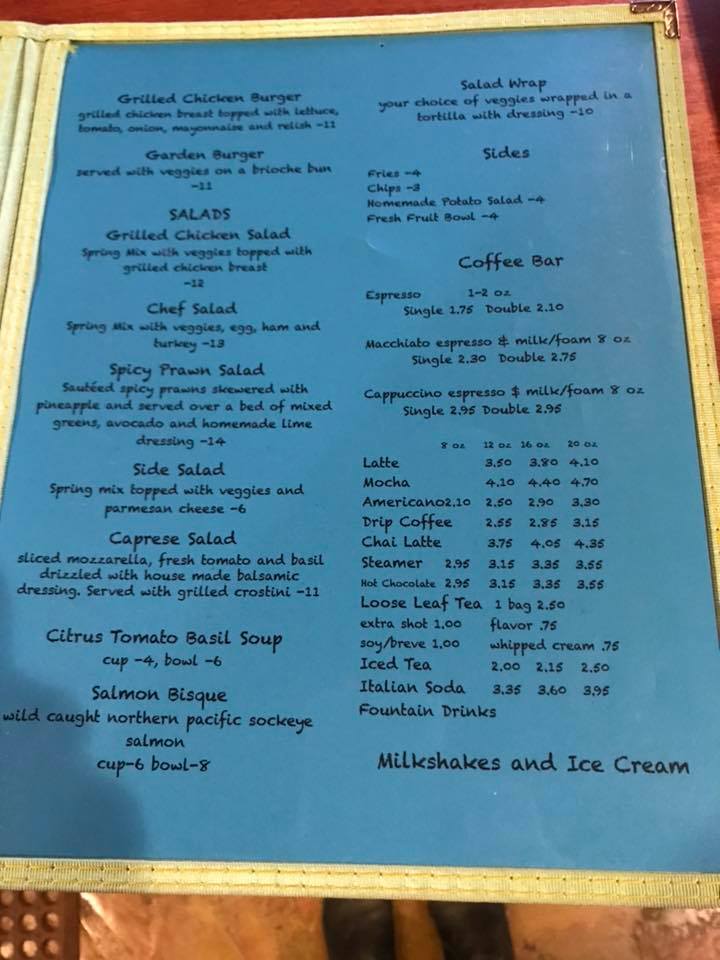 Grilled Chicken Burger
grilled chicken breast topped with lettuce,
tomato, onion, mayonnaise and relish -11
Garden Burger
served with veggies on a brioche bun
-11
SALADS
Grilled Chicken Salad
Spring Mix with veggies topped with
grilled chicken breast
-12
Chef Salad
Spring Mix with veggies, egg, ham and
turkey -13
Spicy Prawn Salad
Sautéed spicy prawns skewered with
pineapple and served over a bed of mixed
greens, avocado and homemade lime
dressing -14
Side Salad
Spring mix topped with veggies and
parmesan cheese -6
Caprese Salad
sliced mozzarella, fresh tomato and basil
drizzled with house made balsamic
dressing. Served with grilled crostini -11
Citrus Tomato Basil Soup
cup -4, bowl -6
Salmon Bisque
wild caught northern pacific sockeye
salmon
cup-6 bowl-8
Salad Wrap
your choice of veggies wrapped in a
tortilla with dressing -10
Sides
Fries -4
Chips -3
Homemade Potato Salad -4
Fresh Fruit Bowl -4
Coffee Bar
Espresso 1-2 oz
Single 1.75 Double 2.10
Macchiato espresso & milk/foam 8 oz
Single 2.30 Double 2.75
Cappuccino espresso $ milk/foam 8 oz
Single 2.95 Double 2.95
8 oz 12 oz 16 oz 20 oz
Latte 3.50 3.80 4.10
Mocha 4.10 4.40 4.70
Americano 2.10 2.50 2.90 3.30
Drip Coffee 2.55 2.85 3.15
Chai Latte 3.75 4.05 4.35
Steamer 2.95 3.15 3.35 3.55
Hot Chocolate 2.95 3.15 3.35 3.55
Loose Leaf Tea 1 bag 2.50
extra shot 1.00 flavor .75
soy/breve 1.00 whipped cream .75
Iced Tea 2.00 2.15 2.50
Italian Soda 3.35 3.60 3.95
Fountain Drinks
Milkshakes and Ice Cream